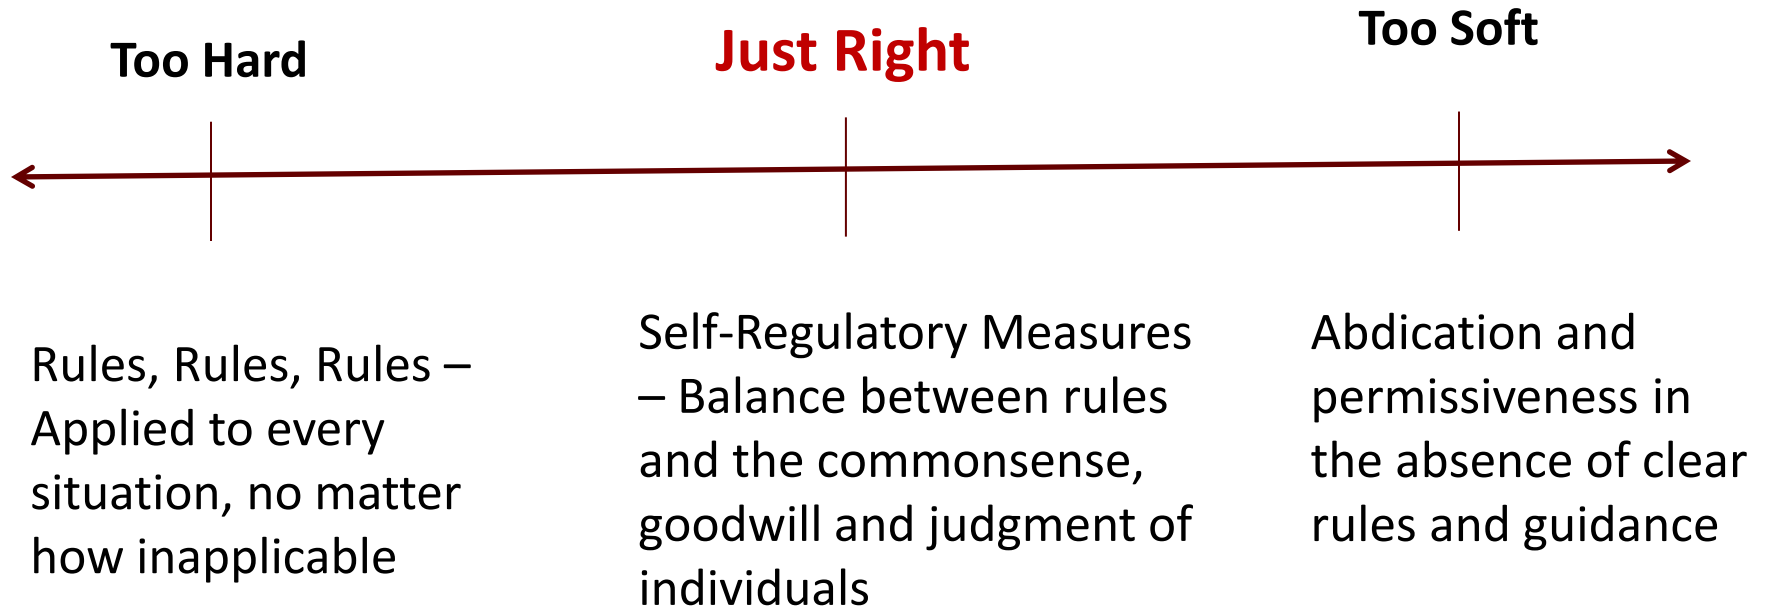 Too Hard
Just Right
Too Soft
Rules, Rules, Rules –
Applied to every
situation, no matter
how inapplicable
Self-Regulatory Measures
– Balance between rules
and the commonsense,
goodwill and judgment of
individuals
Abdication and
permissiveness in
the absence of clear
rules and guidance